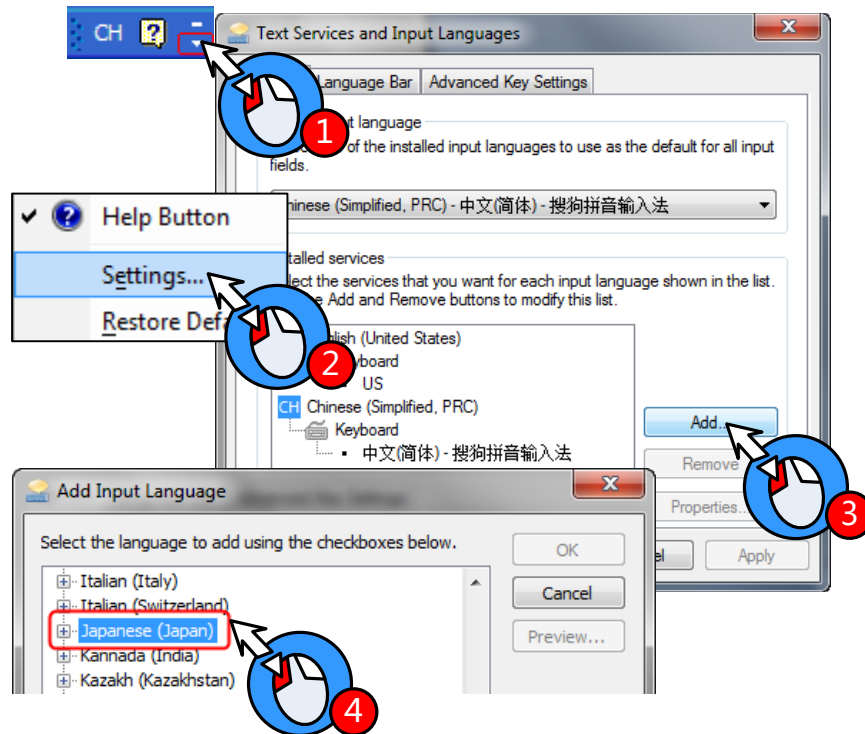 CH
Text Services and Input Languages
Language Bar
Advanced Key Settings
1
t language
of the installed input languages to use as the default for all input
fields.
hinese (Simplified, PRC) - 中文(简体) - 搜狗拼音输入法
Help Button
Settings...
Restore Defa
2
talled services
lect the services that you want for each input language shown in the list.
e Add and Remove buttons to modify this list.
lish (United States)
yboard
US
CH Chinese (Simplified, PRC)
Keyboard
中文(简体) - 搜狗拼音输入法
Add...
Remove
Properties...
3
el
Apply
Add Input Language
Select the language to add using the checkboxes below.
Italian (Italy)
Italian (Switzerland)
Japanese (Japan)
Kannada (India)
Kazakh (Kazakhstan)
OK
Cancel
Preview...
4